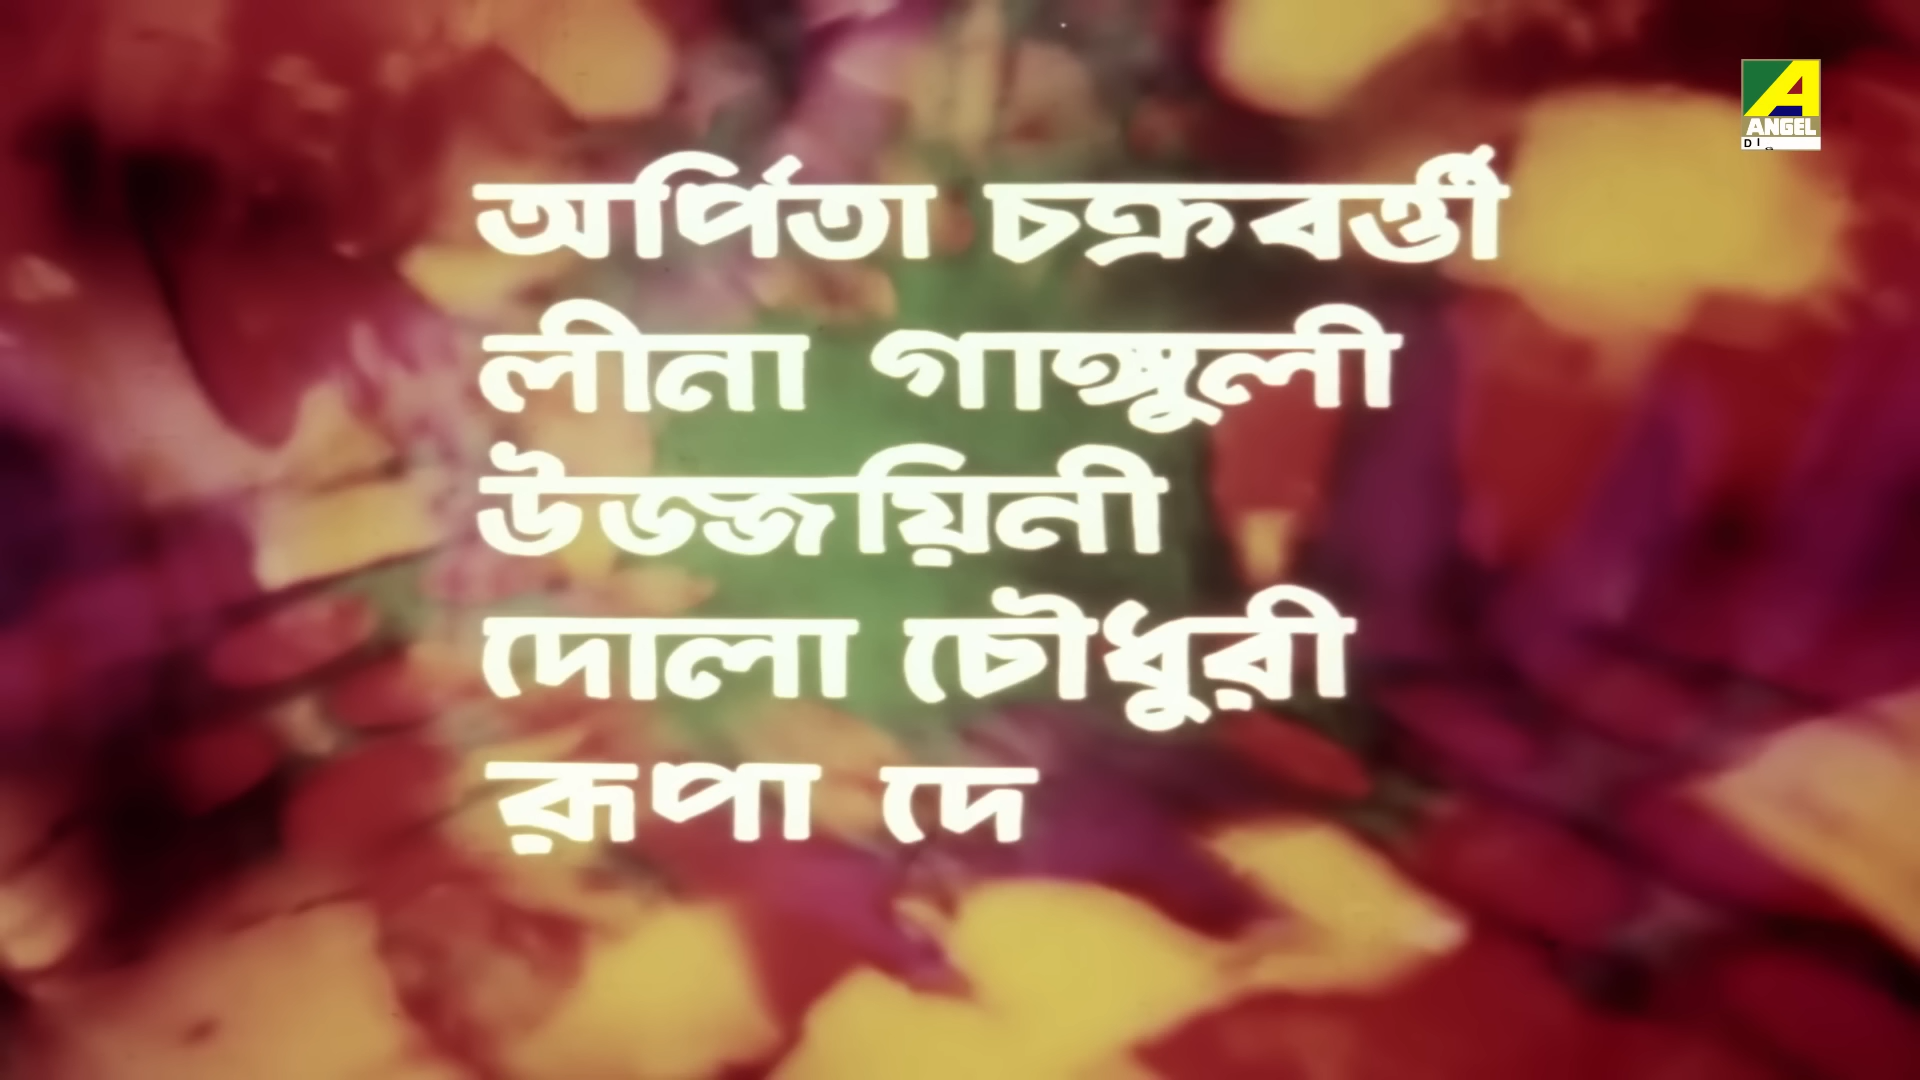 অর্পিতা চক্রবর্ত্তী
লীনা গাঙ্গুলী
উজ্জয়িনী
দোলা চৌধুরী
রূপা দে
A
ANGEL